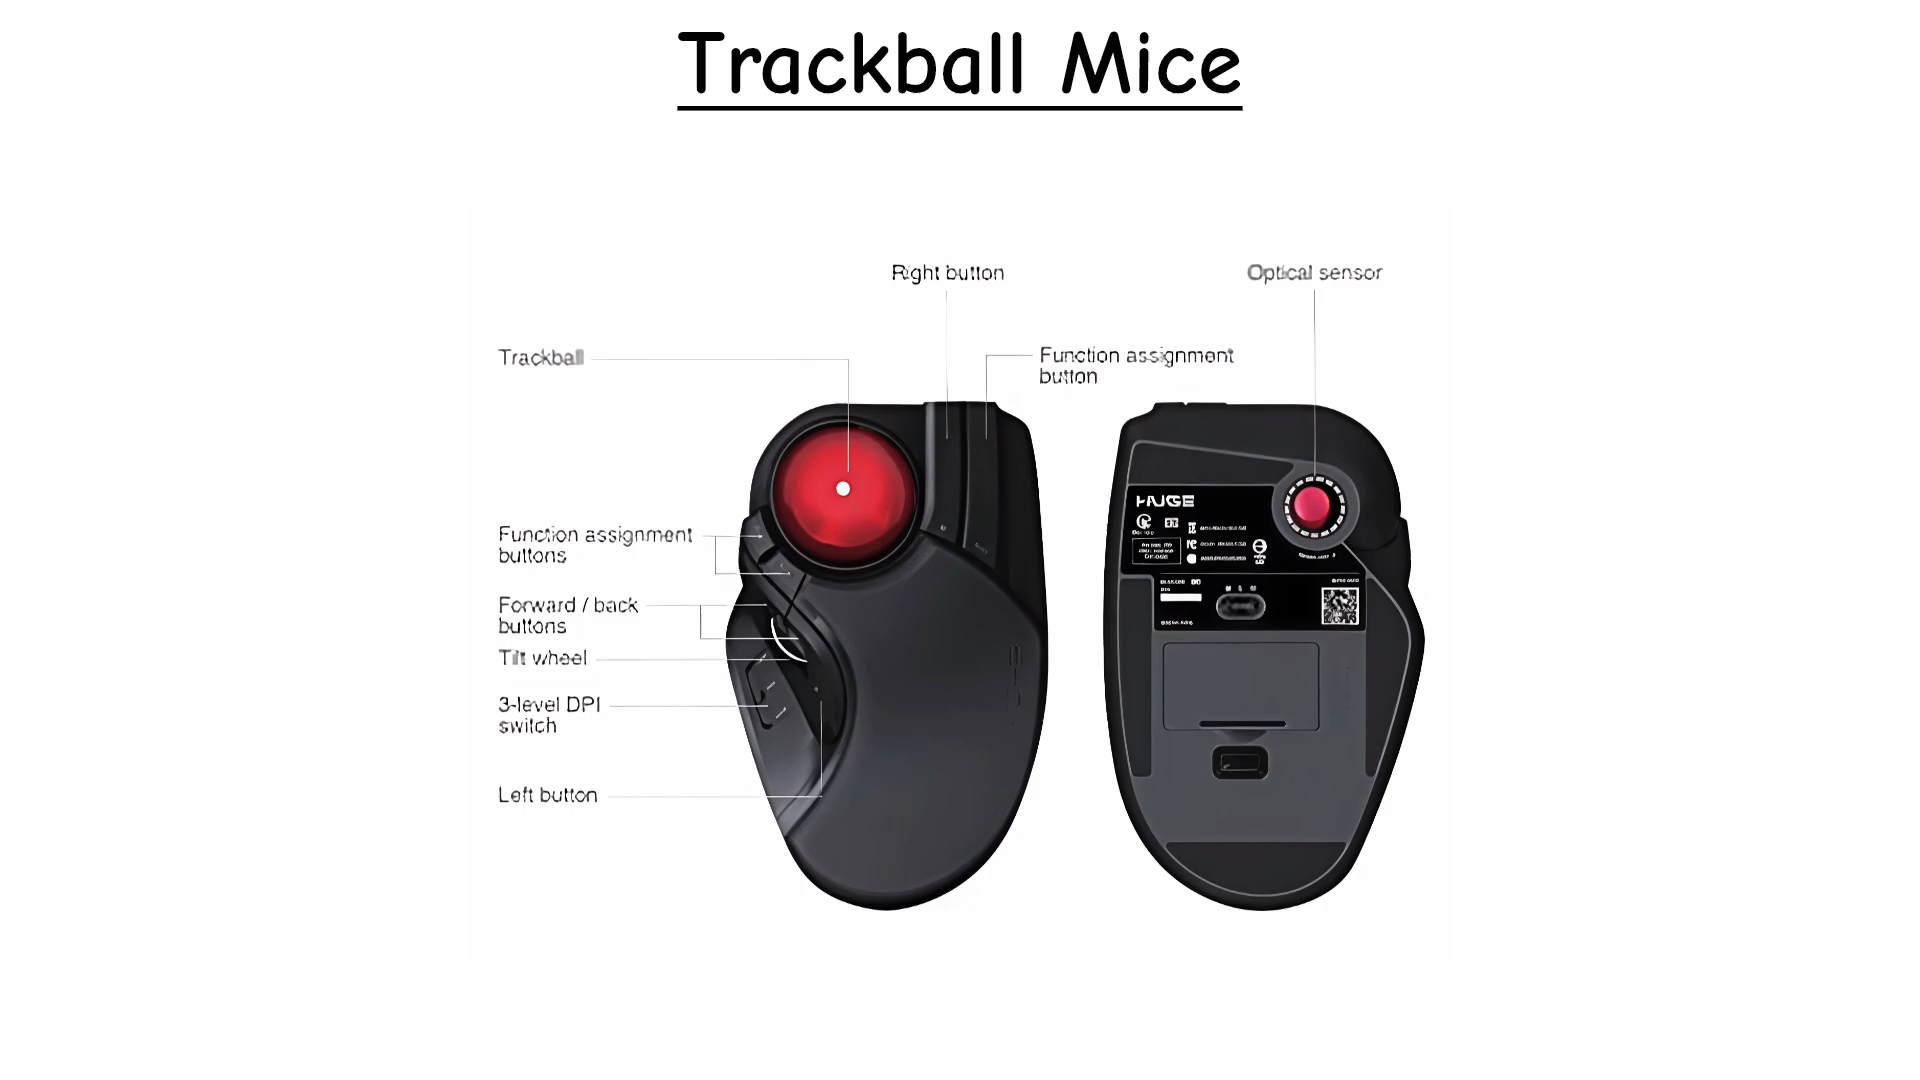 Trackball Mice
Right button
Optical sensor
Trackball
Function assignment
button
Function assignment
buttons
Forward / back
buttons
Tilt wheel
3-level DPI
switch
Left button
HUGE